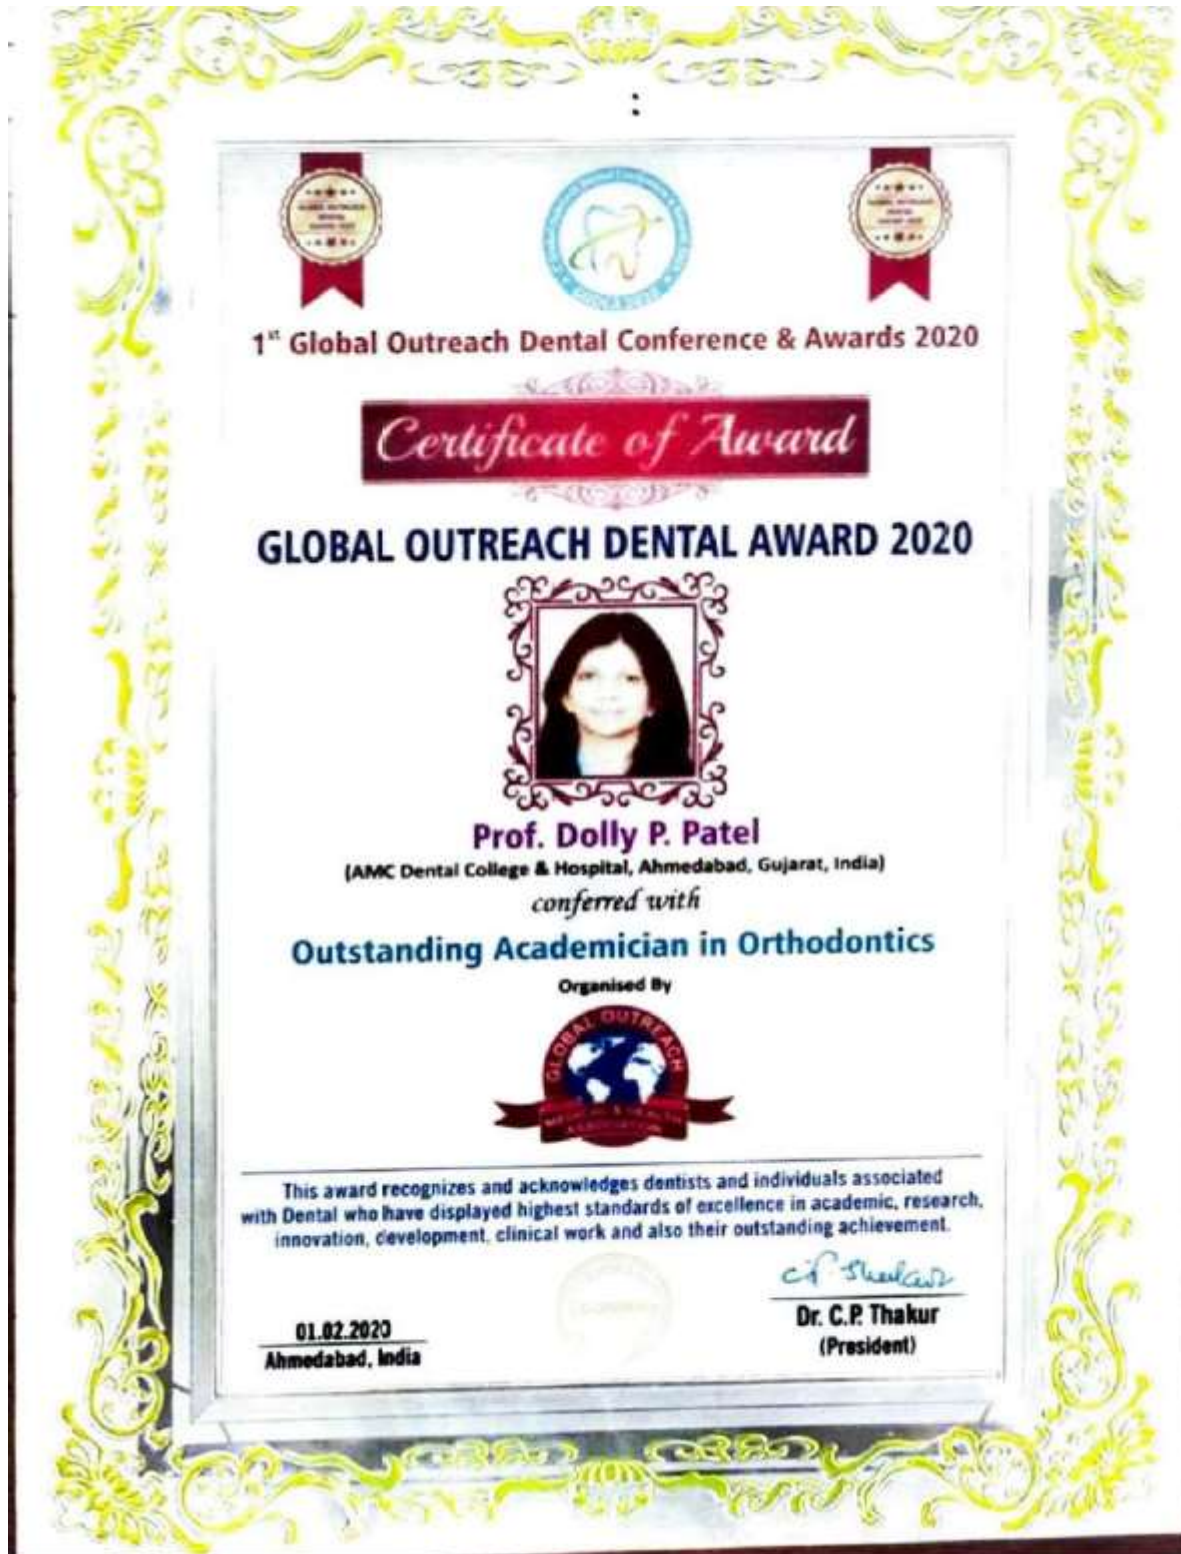 :
1st Global Outreach Dental Conference & Awards 2020
Certificate of Award
GLOBAL OUTREACH DENTAL AWARD 2020
Prof. Dolly P. Patel
(AMC Dental College & Hospital, Ahmedabad, Gujarat, India)
conferred with
Outstanding Academician in Orthodontics
Organised By
GLOBAL OUTREACH
MEDICAL & HEALTH
ASSOCIATION
This award recognizes and acknowledges dentists and individuals associated
with Dental who have displayed highest standards of excellence in academic, research,
innovation, development, clinical work and also their outstanding achievement.
01.02.2020
Ahmedabad, India
Dr. C.P. Thakur
(President)